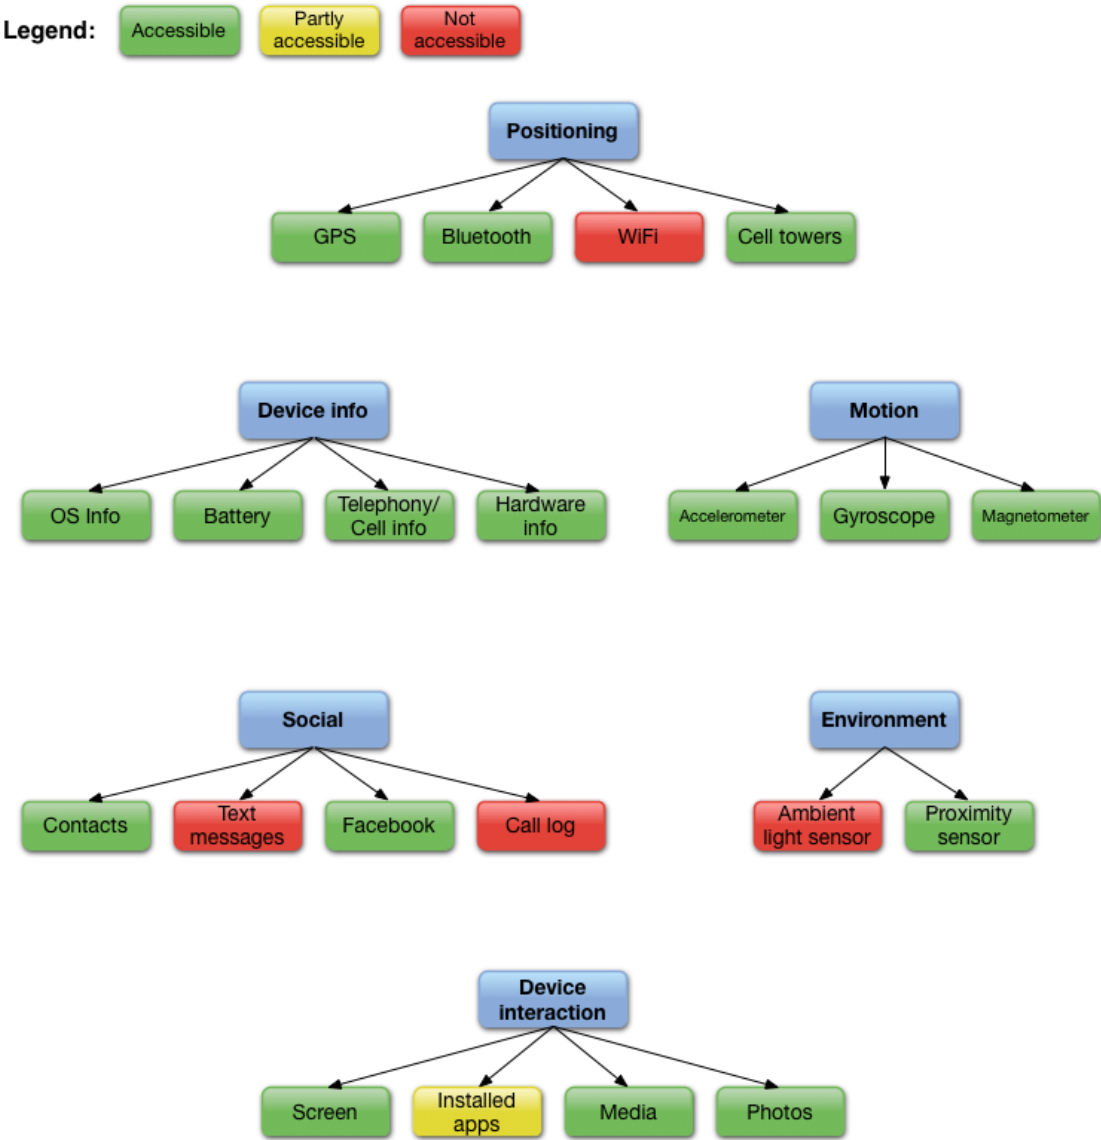 Legend:
Accessible
Partly
accessible
Not
accessible
Positioning
GPS
Bluetooth
WiFi
Cell towers
Device info
OS Info
Battery
Telephony/
Cell info
Hardware
info
Motion
Accelerometer
Gyroscope
Magnetometer
Social
Contacts
Text
messages
Facebook
Call log
Environment
Ambient
light sensor
Proximity
sensor
Device
interaction
Screen
Installed
apps
Media
Photos